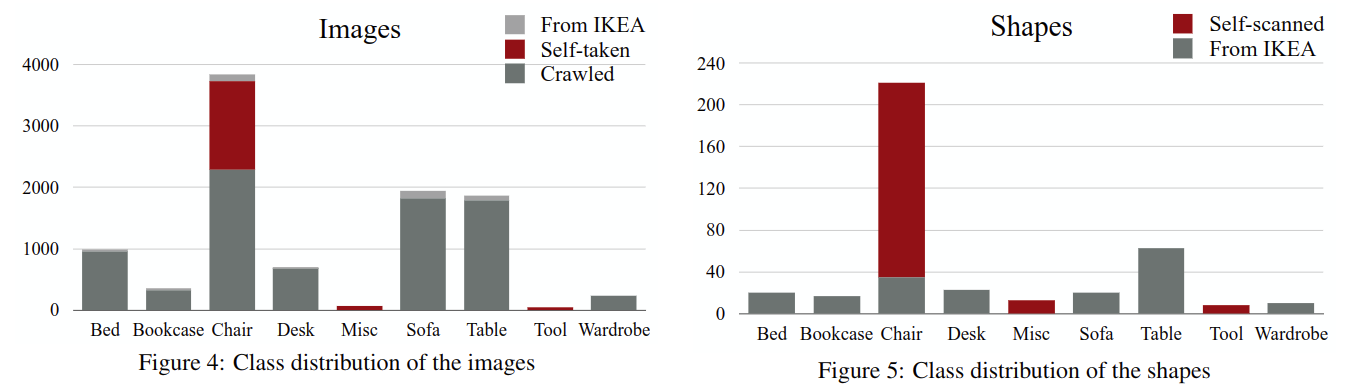 Images
From IKEA
Self-taken
Crawled
4000
3000
2000
1000
0
Bed Bookcase Chair Desk Misc Sofa Table Tool Wardrobe
Figure 4: Class distribution of the images
Shapes
Self-scanned
From IKEA
240
200
160
120
80
40
0
Bed Bookcase Chair Desk Misc Sofa Table Tool Wardrobe
Figure 5: Class distribution of the shapes